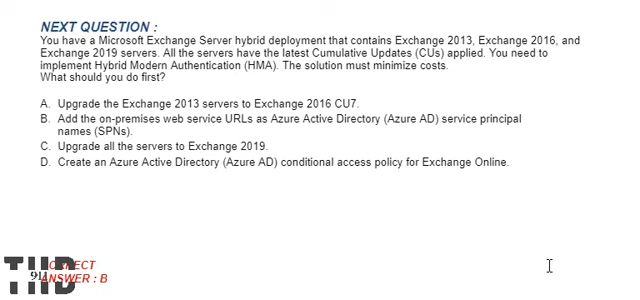 NEXT QUESTION :
You have a Microsoft Exchange Server hybrid deployment that contains Exchange 2013, Exchange 2016, and
Exchange 2019 servers. All the servers have the latest Cumulative Updates (CUs) applied. You need to
implement Hybrid Modern Authentication (HMA). The solution must minimize costs.
What should you do first?
A. Upgrade the Exchange 2013 servers to Exchange 2016 CU7.
B. Add the on-premises web service URLs as Azure Active Directory (Azure AD) service principal
names (SPNs).
C. Upgrade all the servers to Exchange 2019.
D. Create an Azure Active Directory (Azure AD) conditional access policy for Exchange Online.
CORRECT
ANSWER : B